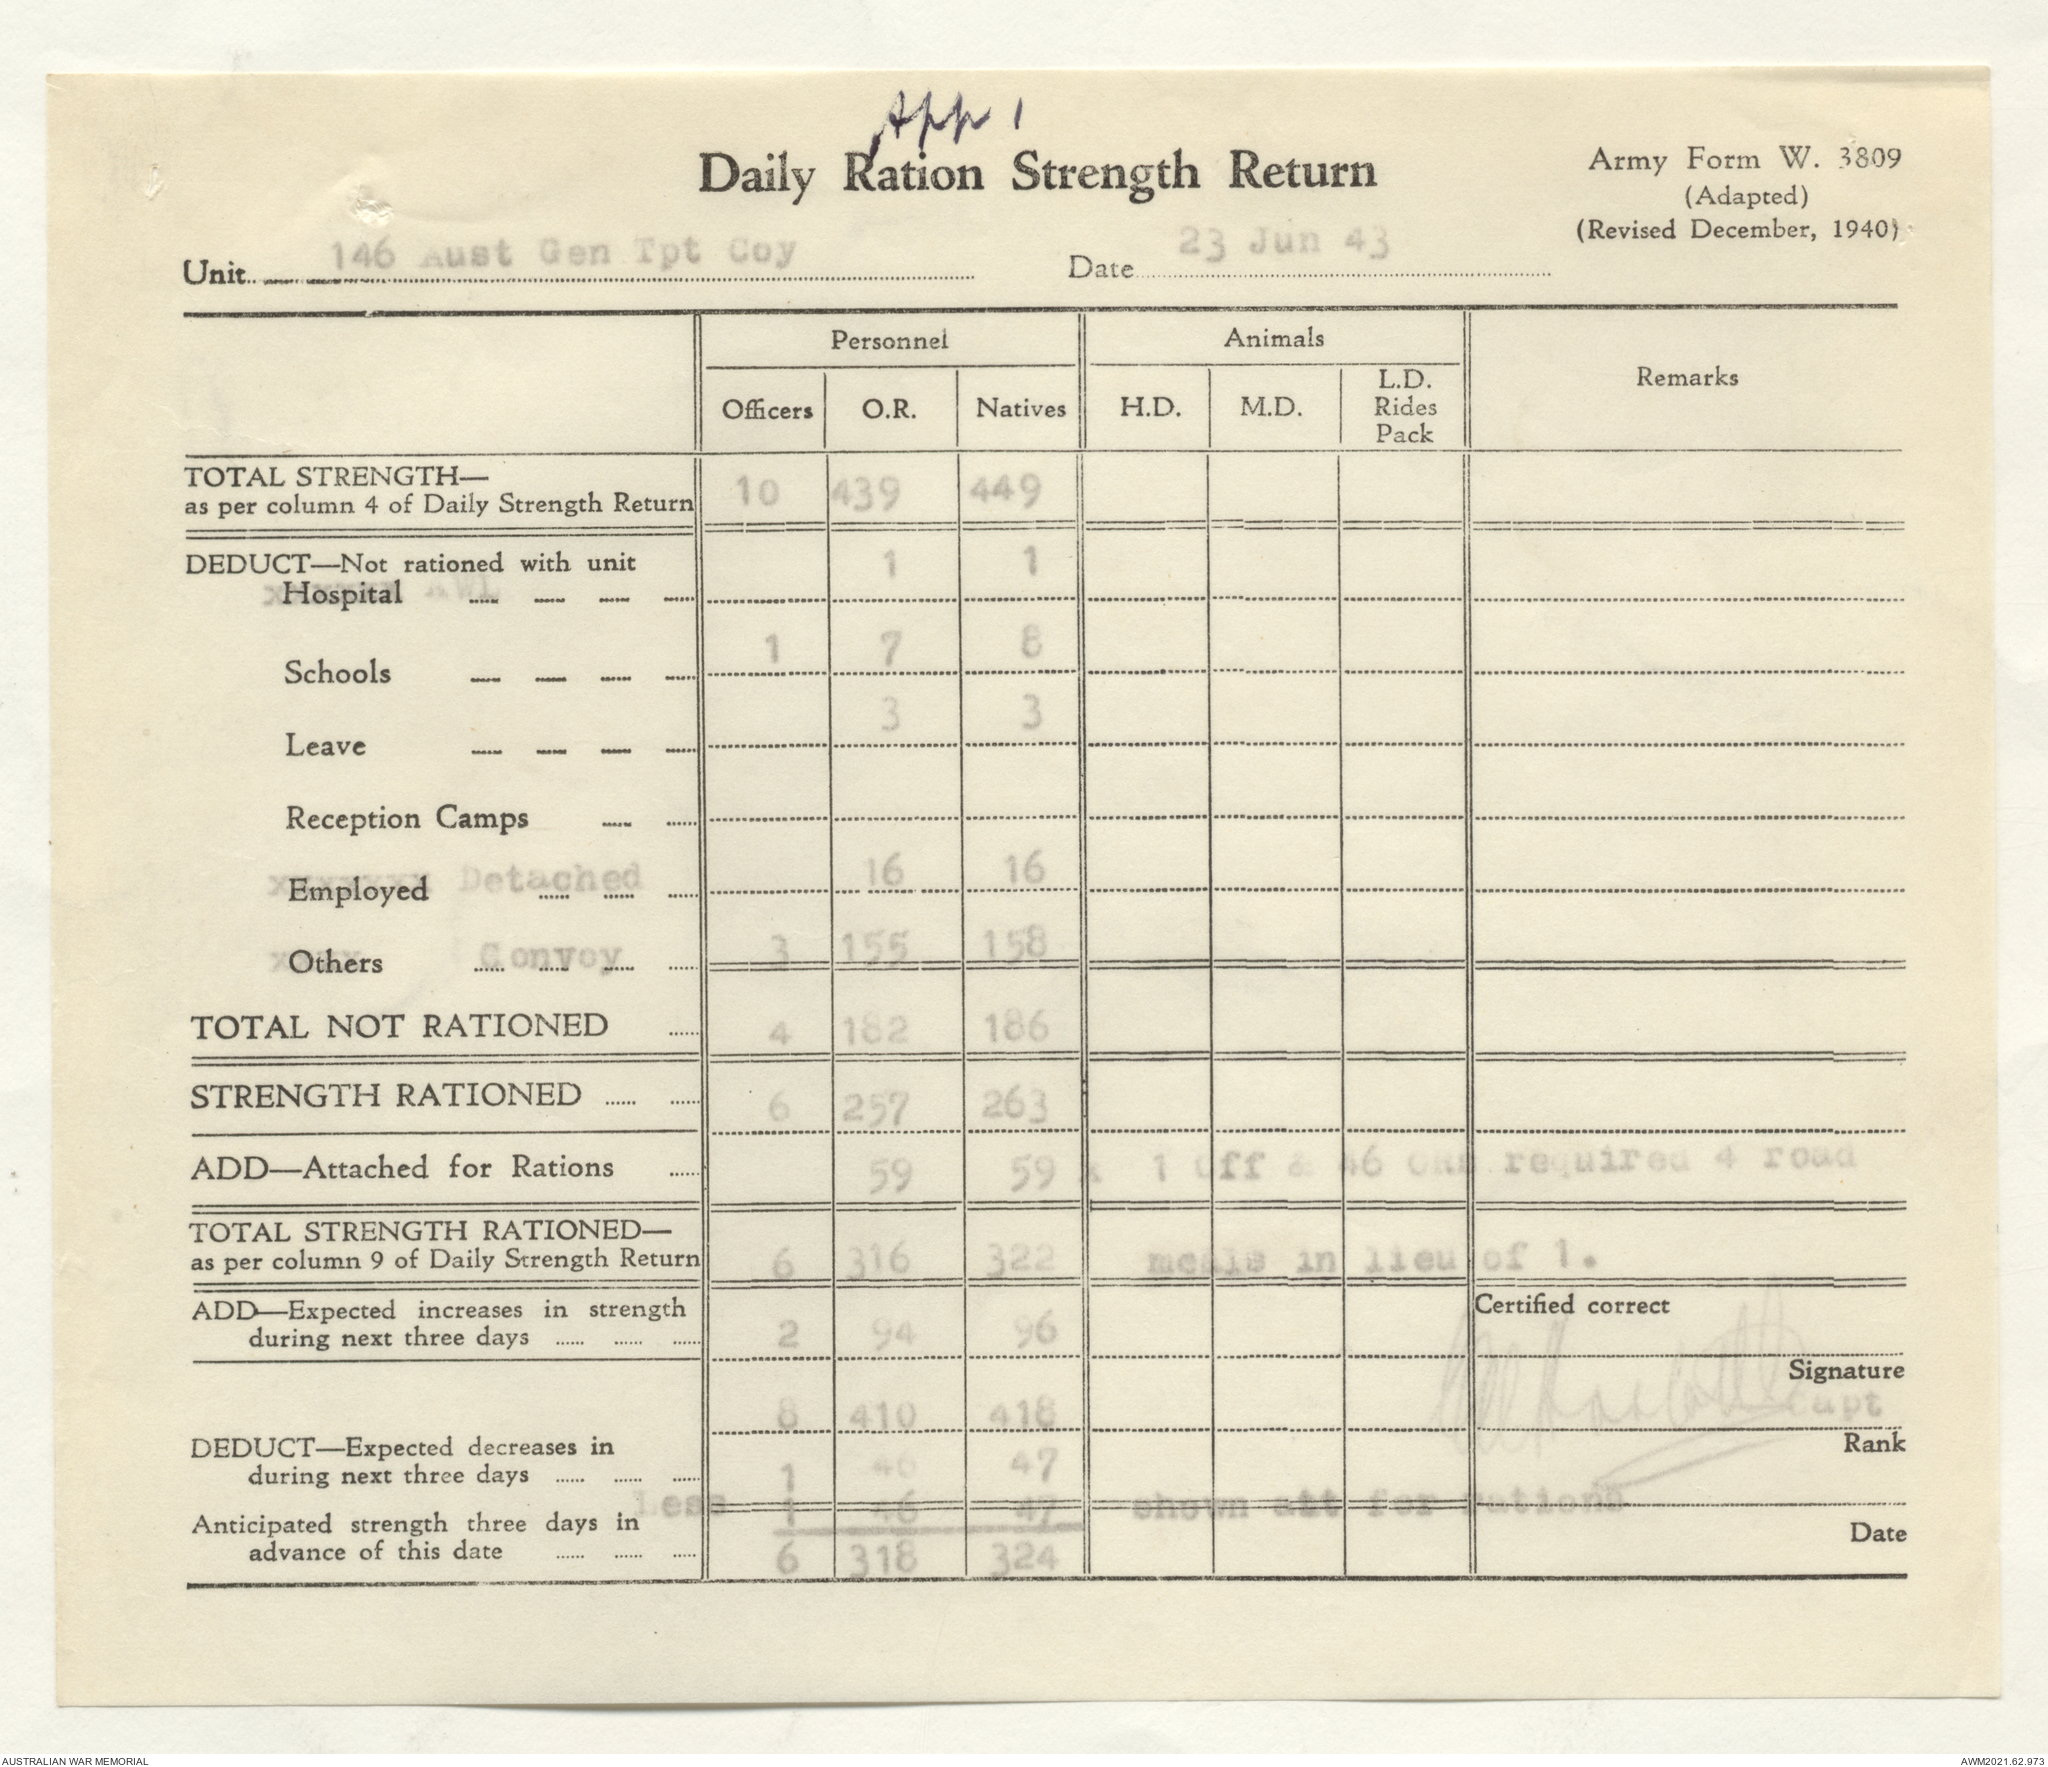 App 1
Daily Ration Strength Return
Army Form W. 3809
(Adapted)
(Revised December, 1940)
Unit 146 Aust Gen Tpt Coy Date 23 Jun 43
Personnel Animals Remarks
Officers O.R. Natives H.D. M.D. L.D. Rides Pack
TOTAL STRENGTH—
as per column 4 of Daily Strength Return 10 439 449
DEDUCT—Not rationed with unit 1 1
Hospital
Schools 1 7 8
Leave 3 3
Reception Camps
Employed Detached 16 16
Others Convoy 3 155 158
TOTAL NOT RATIONED 4 182 186
STRENGTH RATIONED 6 257 263
ADD—Attached for Rations 59 59 x 1 Off & 46 ORs required 4 road
TOTAL STRENGTH RATIONED—
as per column 9 of Daily Strength Return 6 316 322 meals in lieu of 1.
ADD—Expected increases in strength
during next three days 2 94 96
Certified correct
Signature
8 410 418 Capt
Rank
DEDUCT—Expected decreases in
during next three days 1 46 47
Less 1 46 47 shown att for rations
Anticipated strength three days in
advance of this date 6 318 324
Date
AUSTRALIAN WAR MEMORIAL AWM2021.62.973